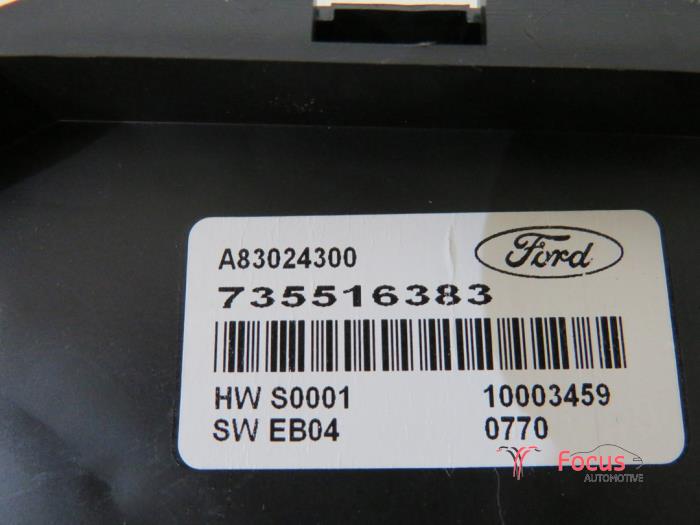 A83024300
Ford
735516383
HW S0001 10003459
SW EB04 0770
Focus
AUTOMOTIVE